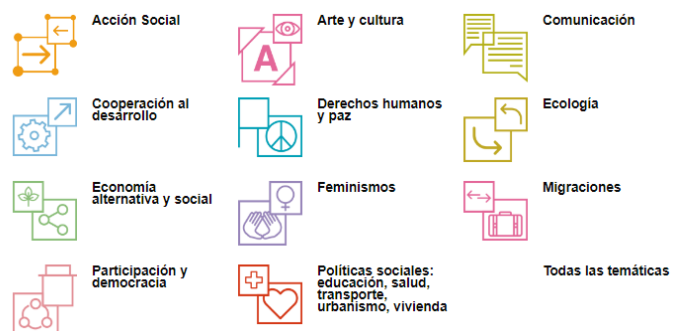 Acción Social
Arte y cultura
A
Comunicación
Cooperación al
desarrollo
Derechos humanos
y paz
Ecología
Economía
alternativa y social
Feminismos
Migraciones
Participación y
democracia
Políticas sociales:
educación, salud,
transporte,
urbanismo, vivienda
Todas las temáticas